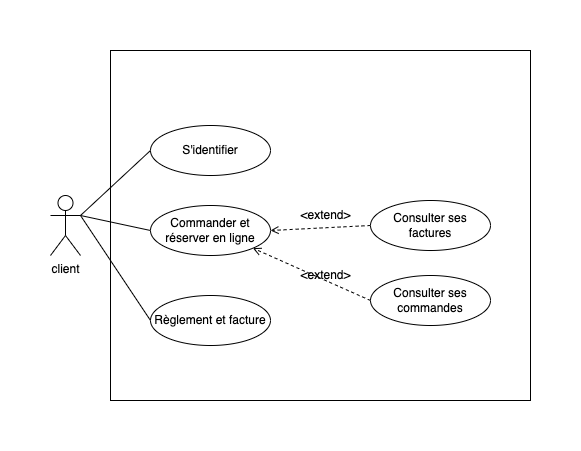 S'identifier
Commander et
réserver en ligne
<extend>
Consulter ses
factures
<extend>
Consulter ses
commandes
client
Règlement et facture